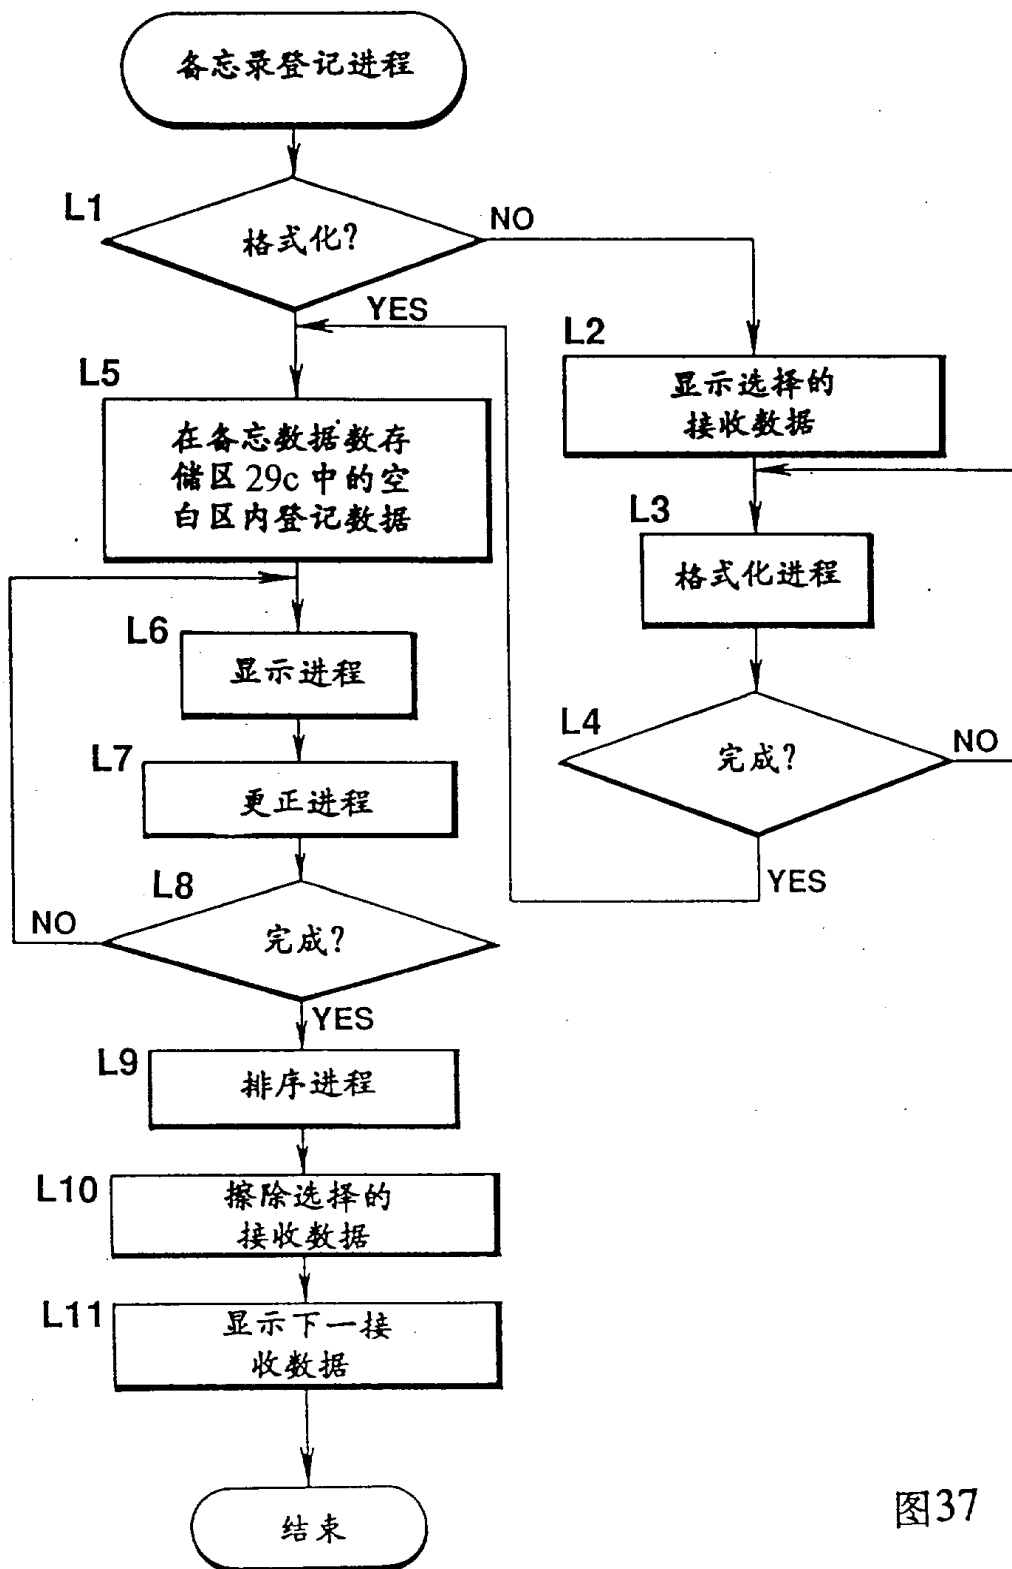 备忘录登记进程
L1
格式化?
NO
YES
L2
显示选择的
接收数据
L5
在备忘数据数存
储区 29c 中的空
白区内登记数据
L3
格式化进程
L6
显示进程
L4
完成?
NO
YES
L7
更正进程
L8
完成?
NO
YES
L9
排序进程
L10
擦除选择的
接收数据
L11
显示下一接
收数据
结束
图37